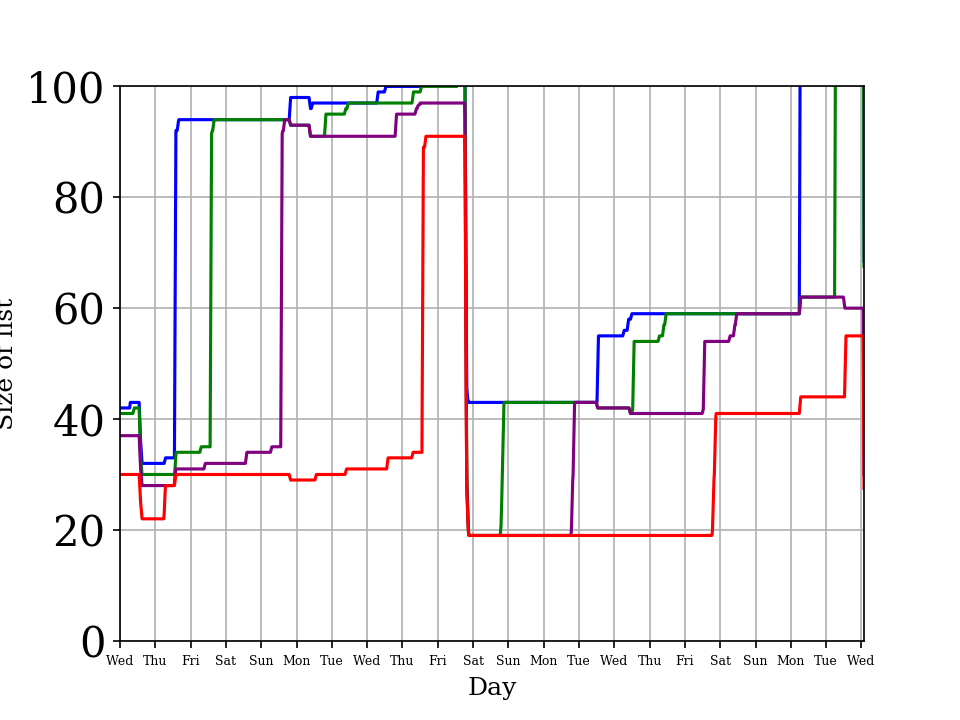 100
80
60
40
20
0
Size of list
Wed Thu Fri Sat Sun Mon Tue Wed Thu Fri Sat Sun Mon Tue Wed Thu Fri Sat Sun Mon Tue Wed
Day